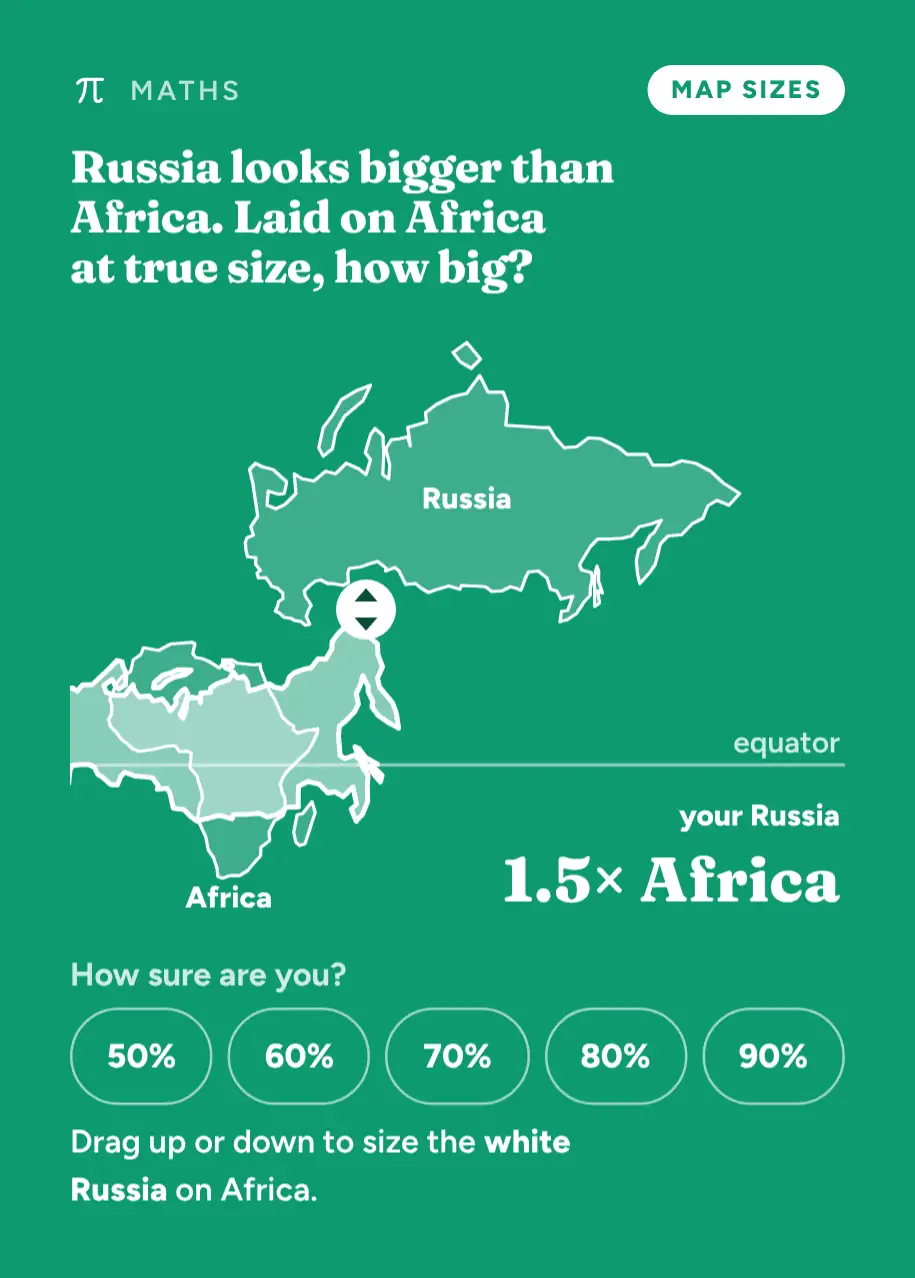 π MATHS
MAP SIZES
Russia looks bigger than
Africa. Laid on Africa
at true size, how big?
Russia
equator
your Russia
1.5× Africa
Africa
How sure are you?
50% 60% 70% 80% 90%
Drag up or down to size the white
Russia on Africa.